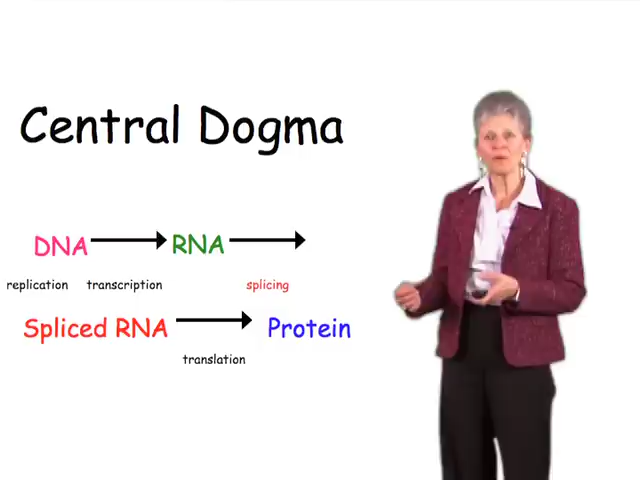 Central Dogma
DNA RNA
replication transcription splicing
Spliced RNA Protein
translation